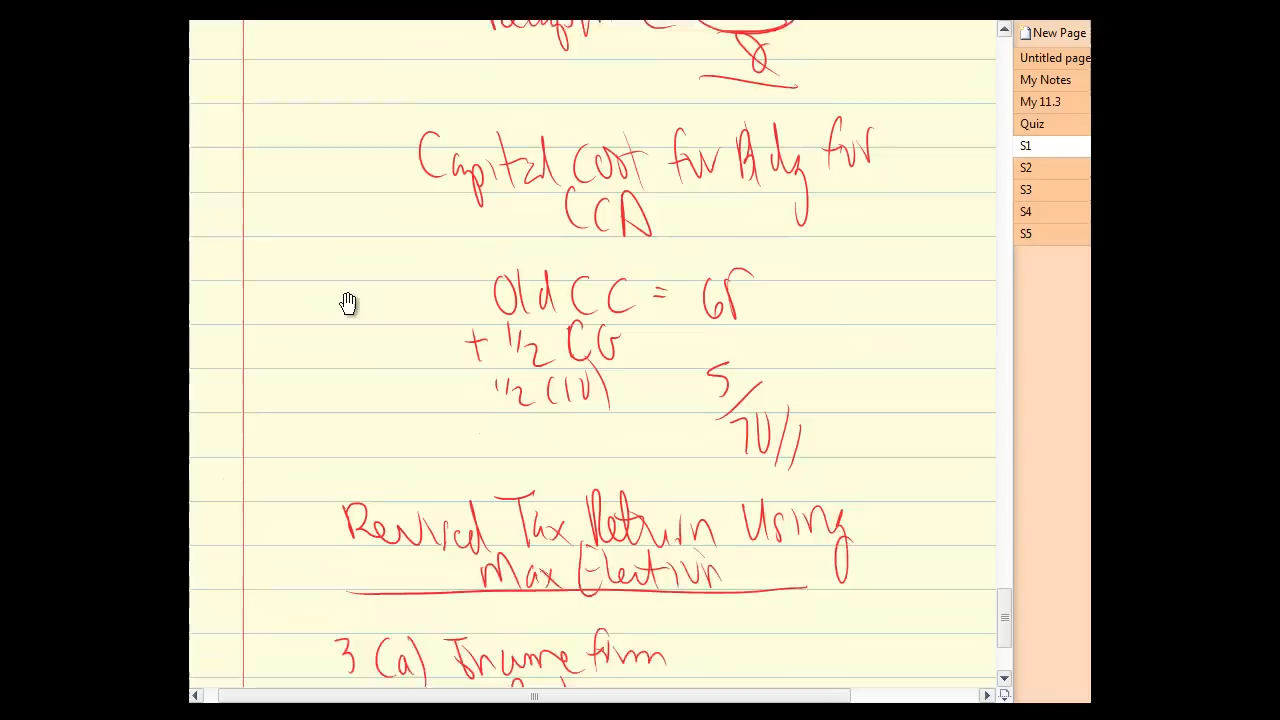 8
Capital cost for Bldg for
CCA
Old CC = 65
+ 1/2 CG
1/2 (10) 5
70//
Revised Tax Return Using
Max Election
3 (a) Income from
New Page
Untitled page
My Notes
My 11.3
Quiz
S1
S2
S3
S4
S5